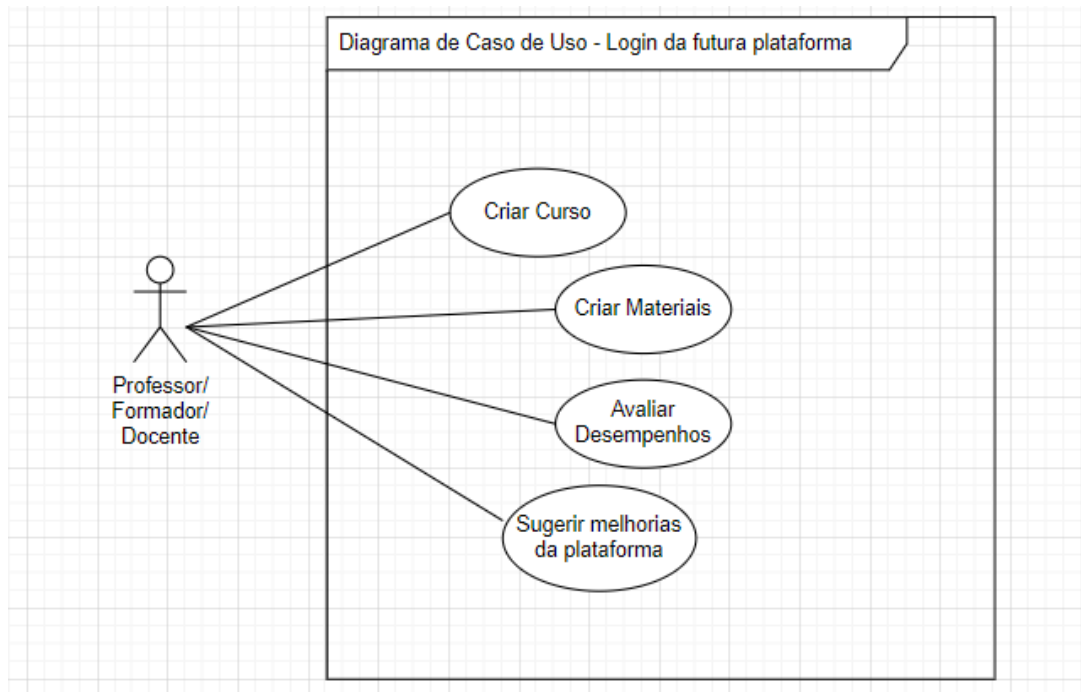 Diagrama de Caso de Uso - Login da futura plataforma
Criar Curso
Criar Materiais
Professor/
Formador/
Docente
Avaliar
Desempenhos
Sugerir melhorias
da plataforma